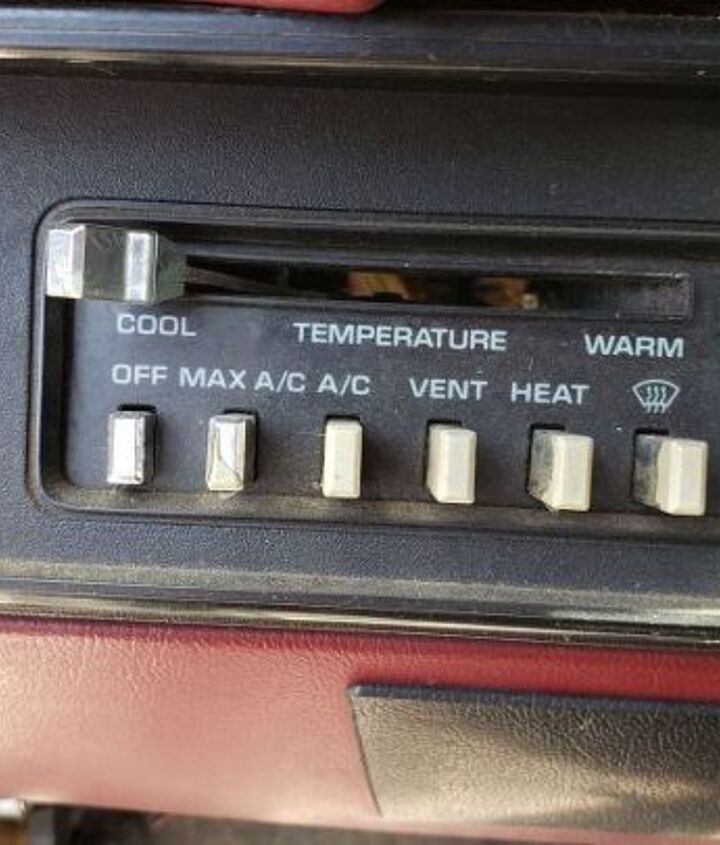 COOL TEMPERATURE WARM
OFF MAX A/C A/C VENT HEAT